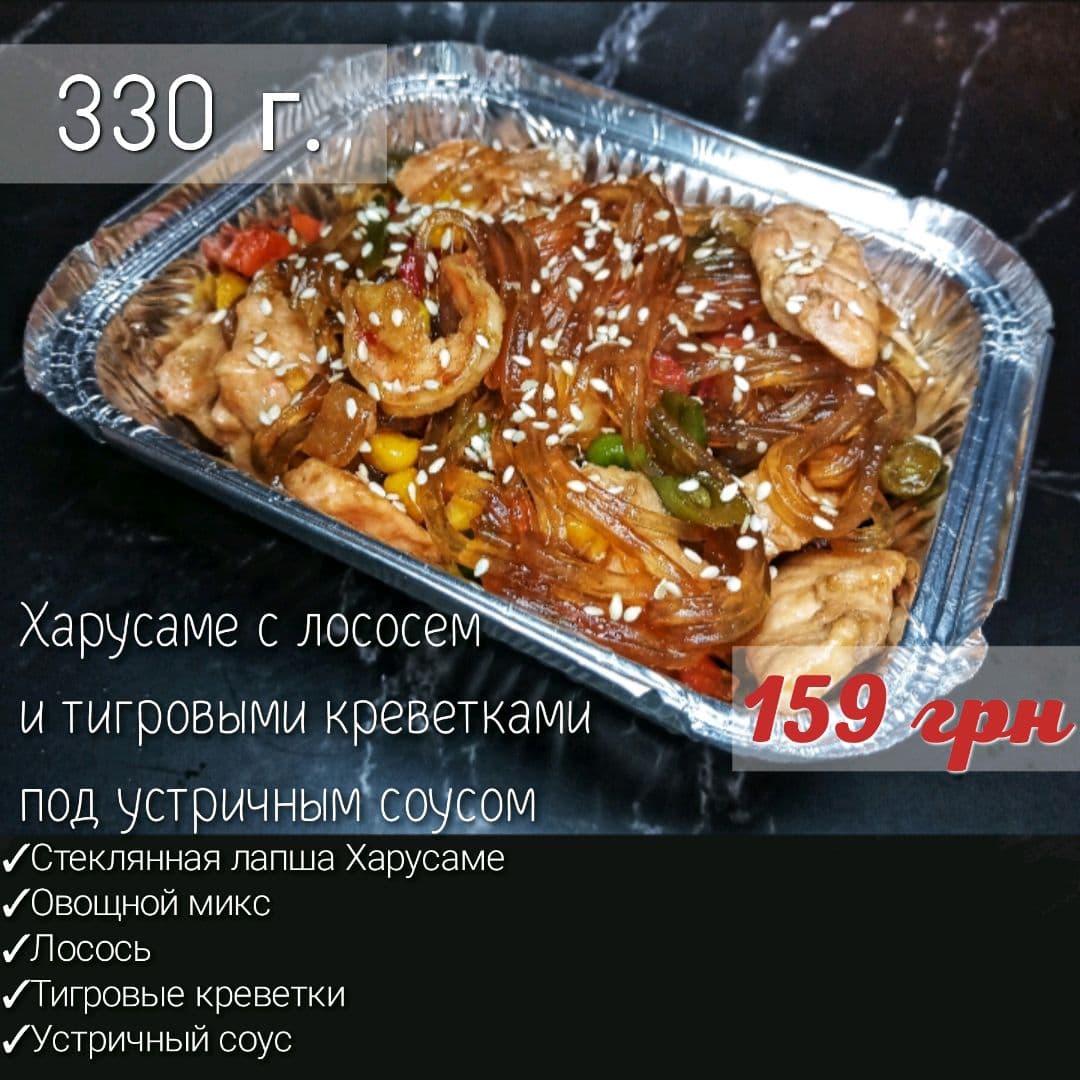 330 г.
Харусаме с лососем
и тигровыми креветками
под устричным соусом
159 грн
✓Стеклянная лапша Харусаме
✓Овощной микс
✓Лосось
✓Тигровые креветки
✓Устричный соус